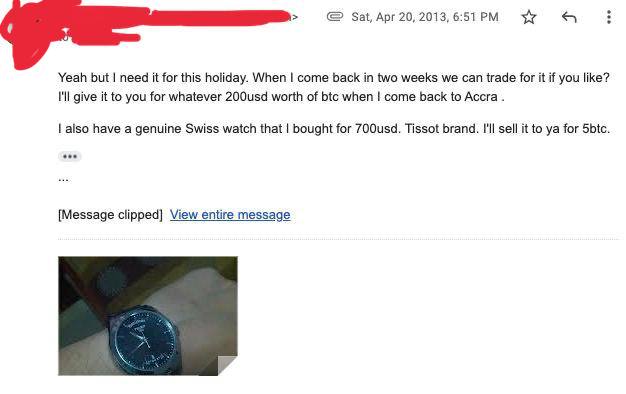 Sat, Apr 20, 2013, 6:51 PM
Yeah but I need it for this holiday. When I come back in two weeks we can trade for it if you like?
I'll give it to you for whatever 200usd worth of btc when I come back to Accra .
I also have a genuine Swiss watch that I bought for 700usd. Tissot brand. I'll sell it to ya for 5btc.
...
[Message clipped] View entire message